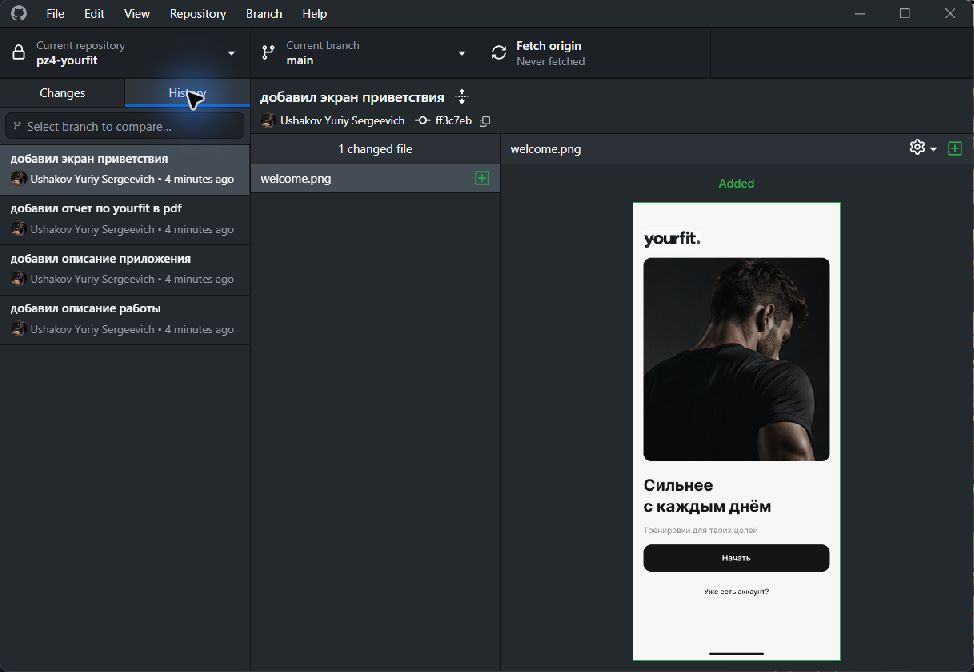 File Edit View Repository Branch Help
Current repository
pz4-yourfit
Current branch
main
Fetch origin
Never fetched
Changes
History
Select branch to compare...
добавил экран приветствия
Ushakov Yuriy Sergeevich • 4 minutes ago
добавил отчет по yourfit в pdf
Ushakov Yuriy Sergeevich • 4 minutes ago
добавил описание приложения
Ushakov Yuriy Sergeevich • 4 minutes ago
добавил описание работы
Ushakov Yuriy Sergeevich • 4 minutes ago
добавил экран приветствия
Ushakov Yuriy Sergeevich ff3c7eb
1 changed file
welcome.png
welcome.png
Added
yourfit.
Сильнее
с каждым днём
Тренировки для твоих целей
Начать
Уже есть аккаунт?